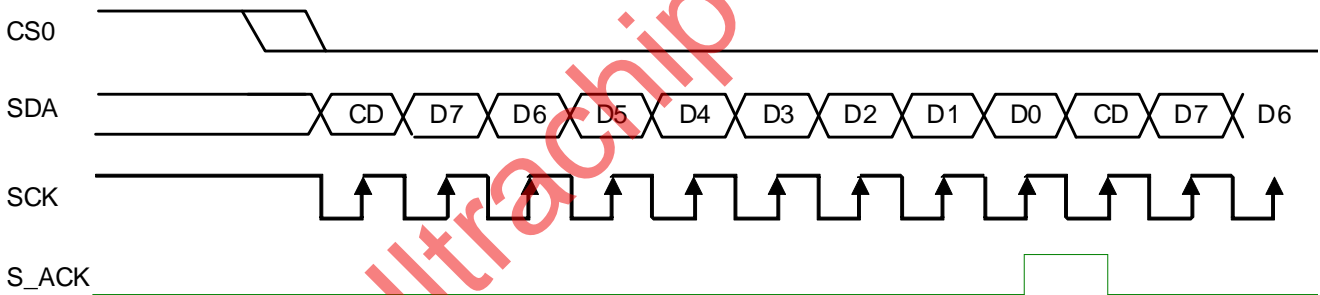 CS0
SDA CD D7 D6 D5 D4 D3 D2 D1 D0 CD D7 D6
SCK
S_ACK
Ultrachip